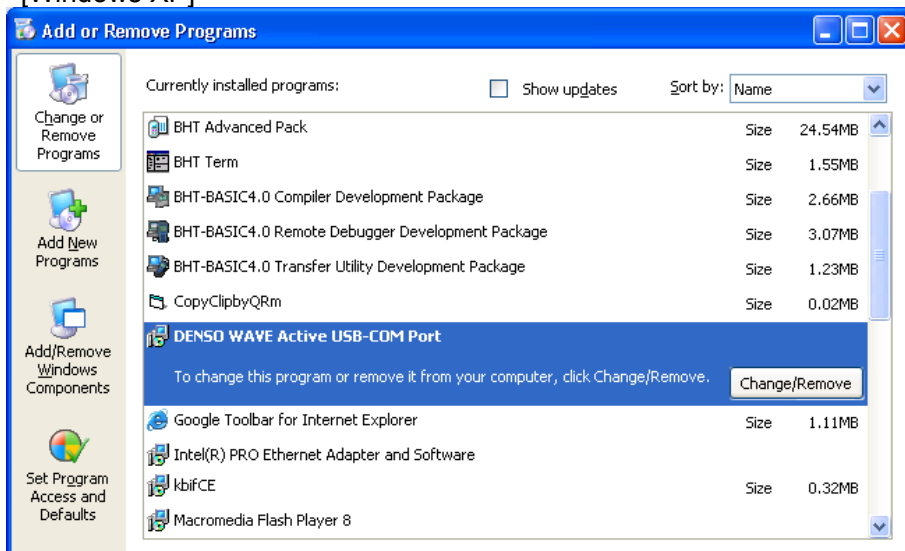 [Windows XP]
Add or Remove Programs
Change or
Remove
Programs
Add New
Programs
Add/Remove
Windows
Components
Set Program
Access and
Defaults
Currently installed programs: Show updates Sort by: Name
BHT Advanced Pack Size 24.54MB
BHT Term Size 1.55MB
BHT-BASIC4.0 Compiler Development Package Size 2.66MB
BHT-BASIC4.0 Remote Debugger Development Package Size 3.07MB
BHT-BASIC4.0 Transfer Utility Development Package Size 1.23MB
CopyClipbyQRm Size 0.02MB
DENSO WAVE Active USB-COM Port
To change this program or remove it from your computer, click Change/Remove. Change/Remove
Google Toolbar for Internet Explorer Size 1.11MB
Intel(R) PRO Ethernet Adapter and Software
kbifCE Size 0.32MB
Macromedia Flash Player 8